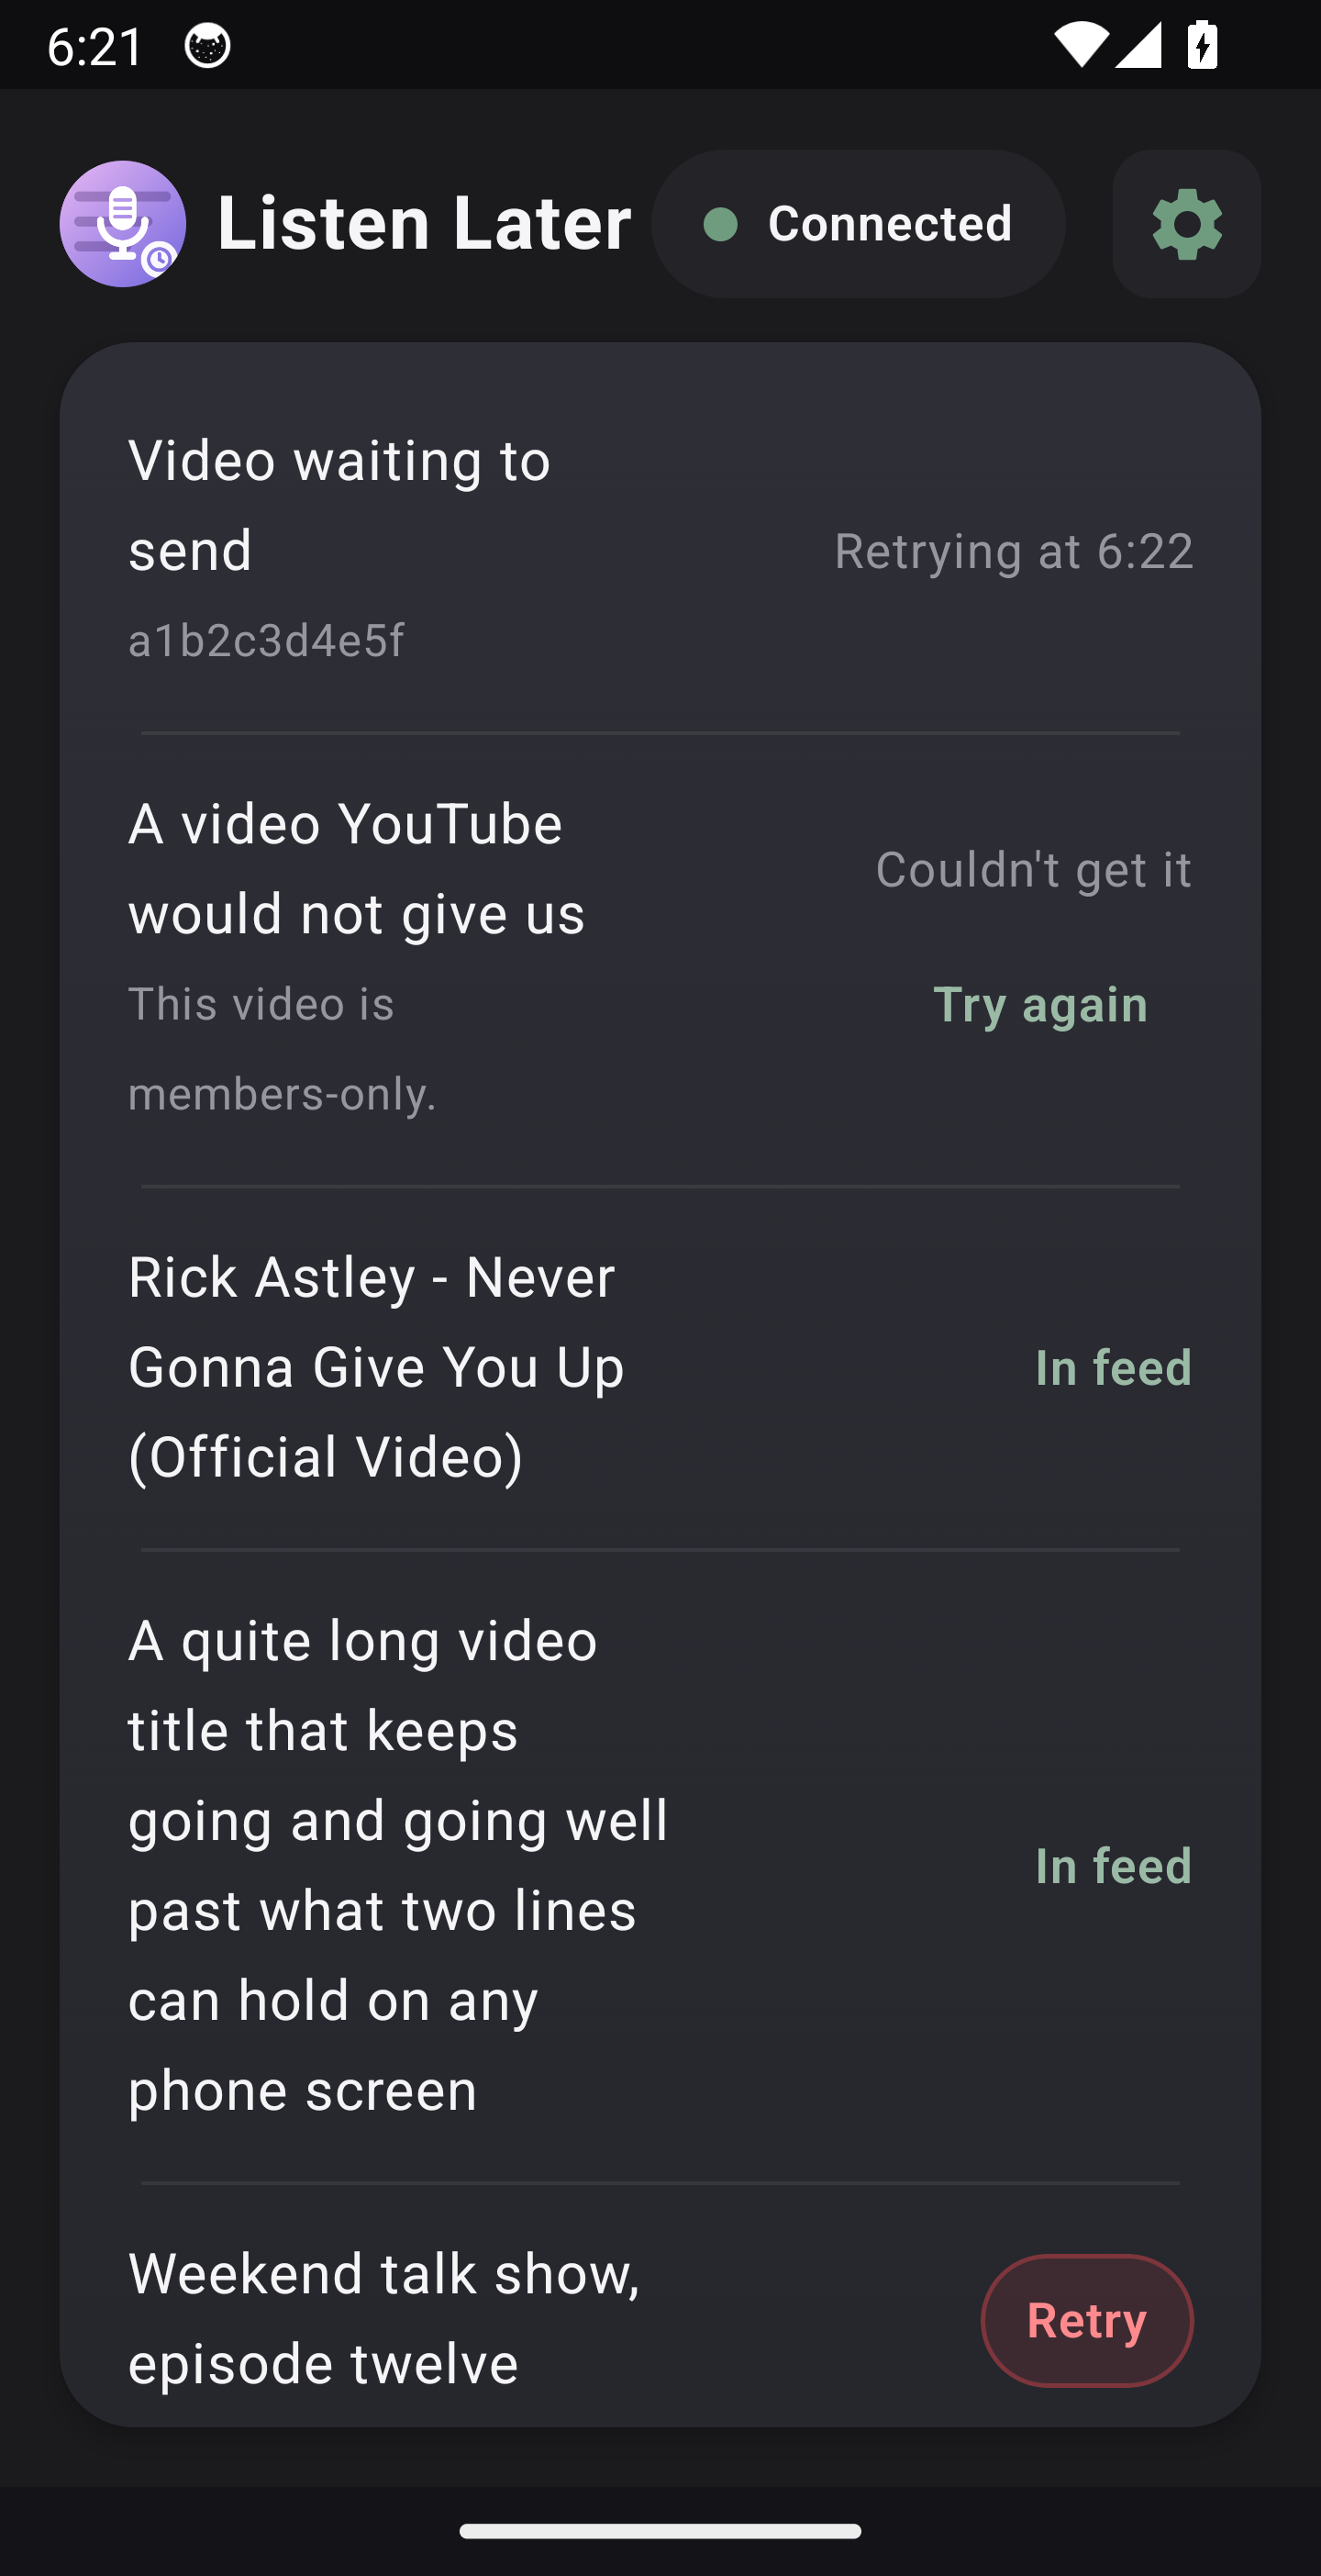 6:21
Listen Later
Connected
Video waiting to
send
a1b2c3d4e5f
Retrying at 6:22
A video YouTube
would not give us
This video is
members-only.
Couldn't get it
Try again
Rick Astley - Never
Gonna Give You Up
(Official Video)
In feed
A quite long video
title that keeps
going and going well
past what two lines
can hold on any
phone screen
In feed
Weekend talk show,
episode twelve
Retry